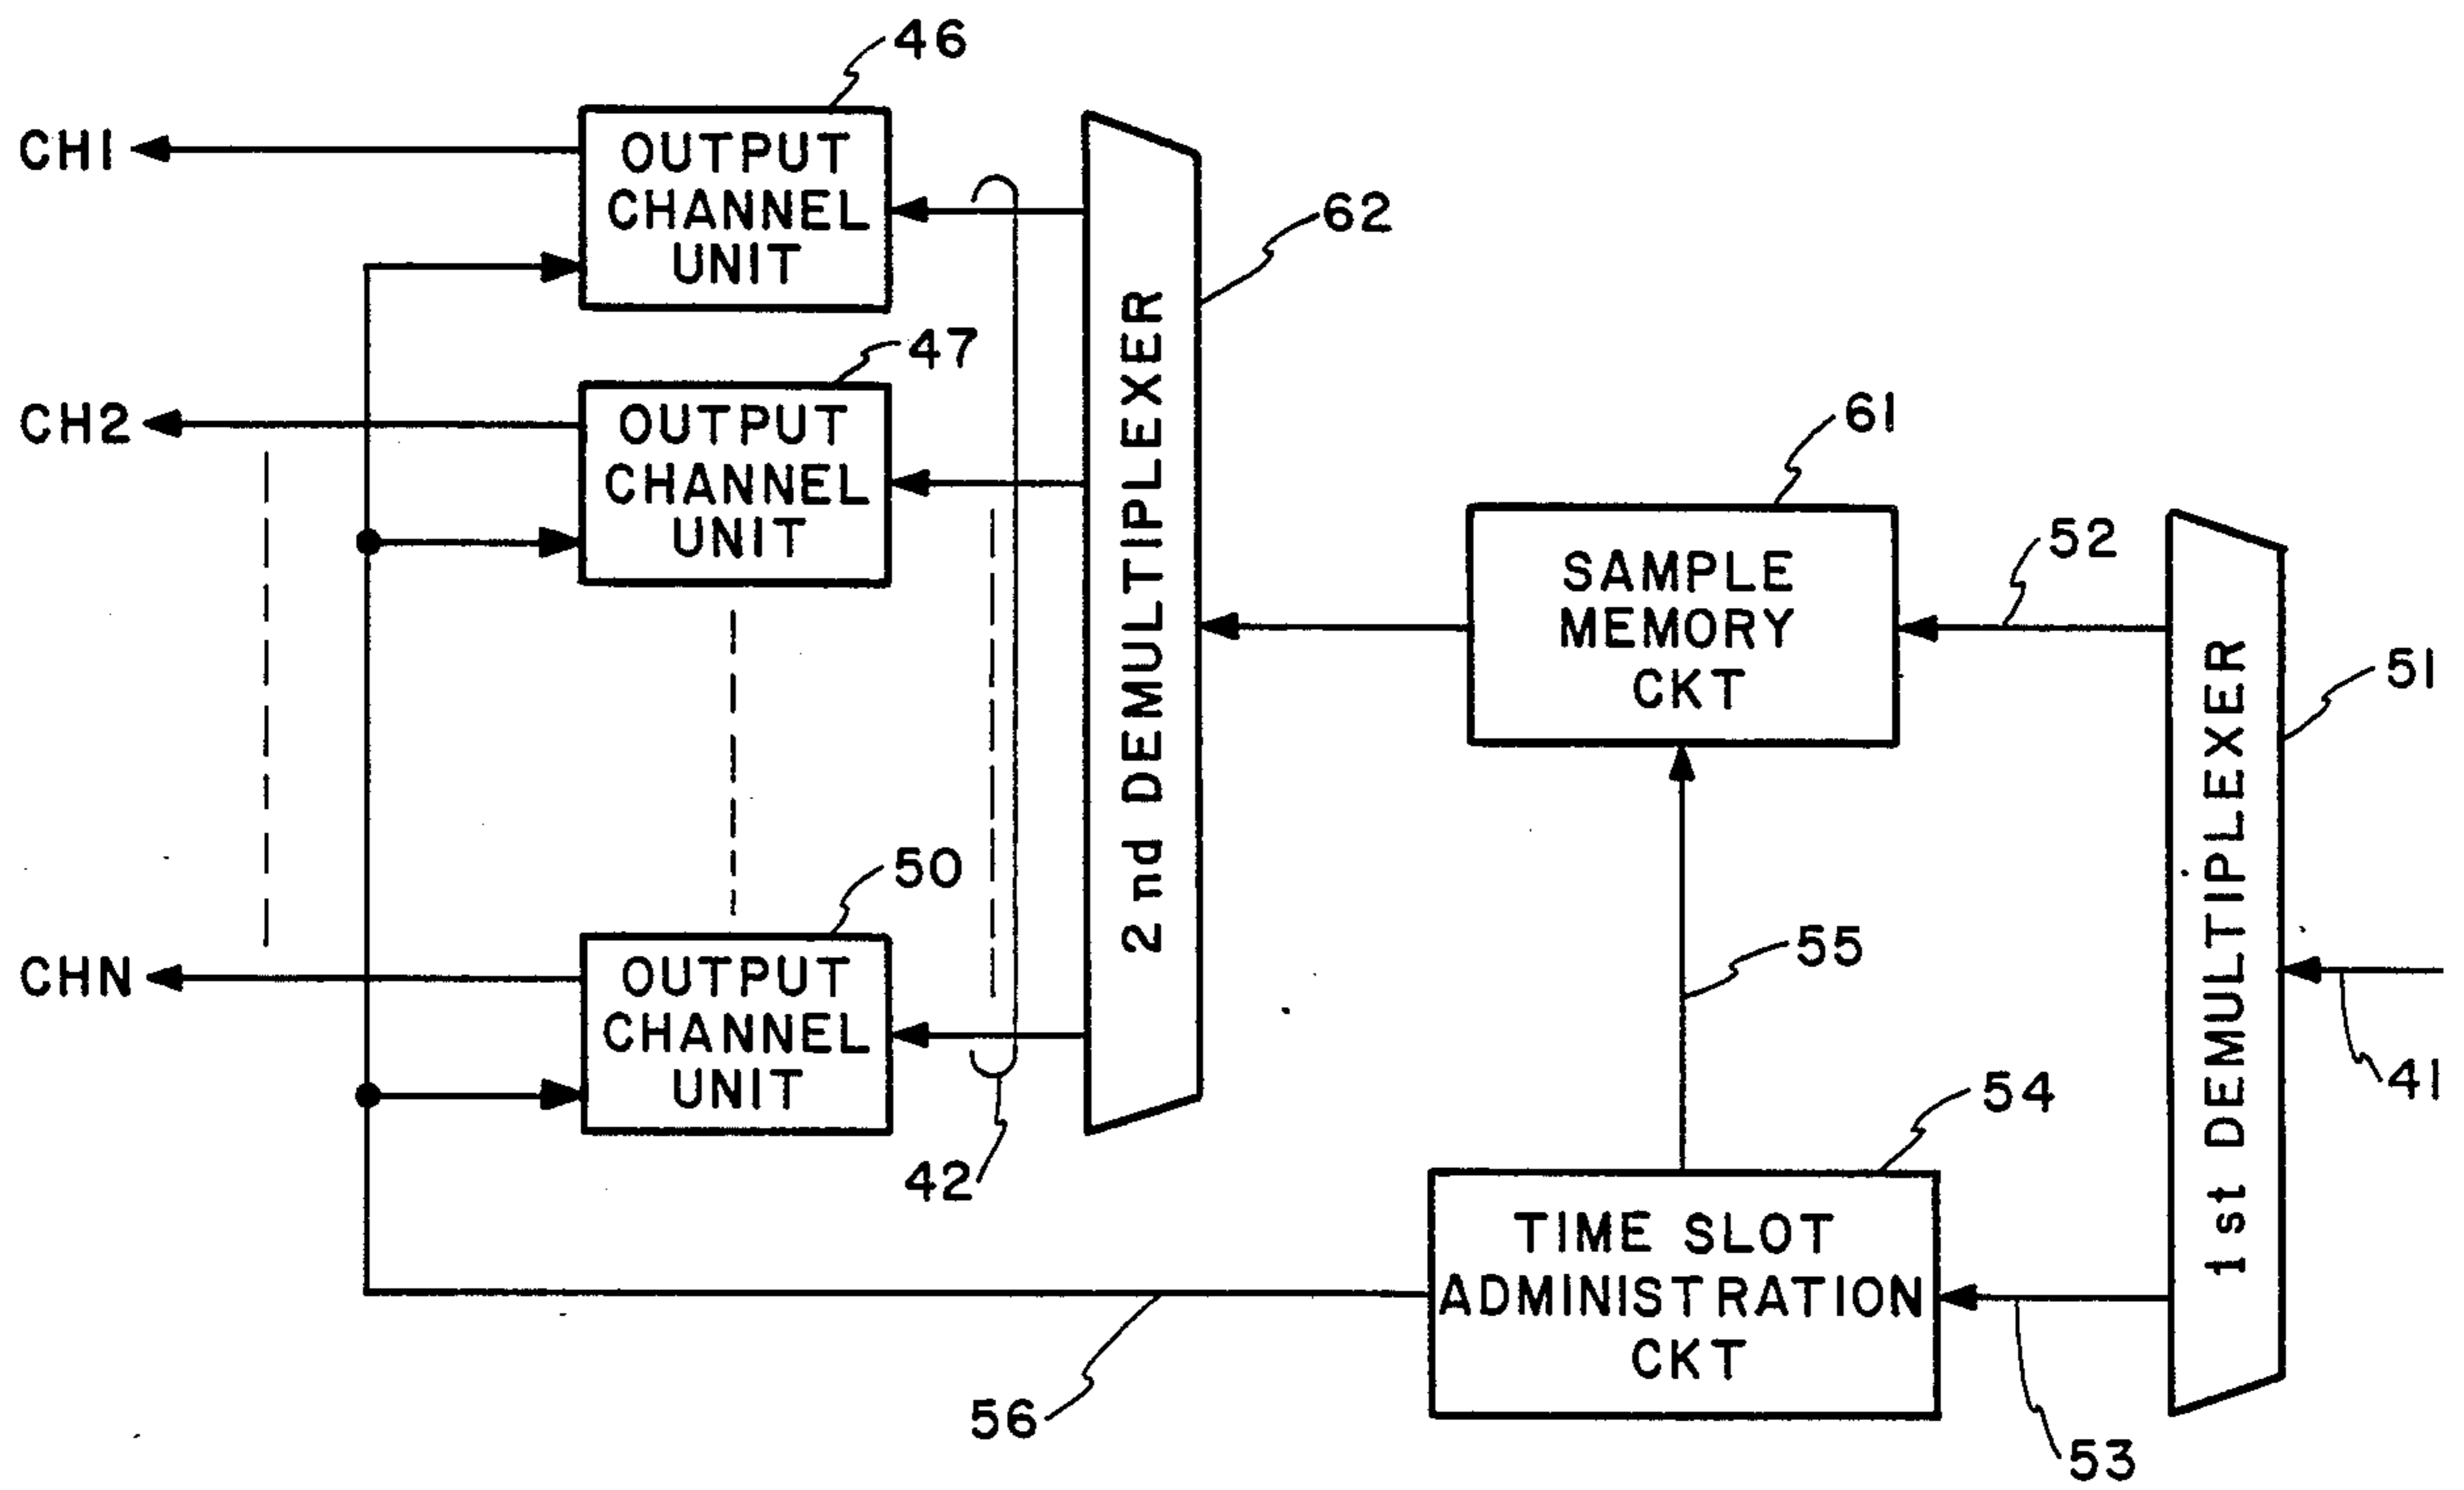 46
CH1
OUTPUT
CHANNEL
UNIT
62
47
CH2
OUTPUT
CHANNEL
UNIT
2nd DEMULTIPLEXER
61
SAMPLE
MEMORY
CKT
52
51
1st DEMULTIPLEXER
50
CHN
OUTPUT
CHANNEL
UNIT
42
55
41
54
TIME SLOT
ADMINISTRATION
CKT
56
53